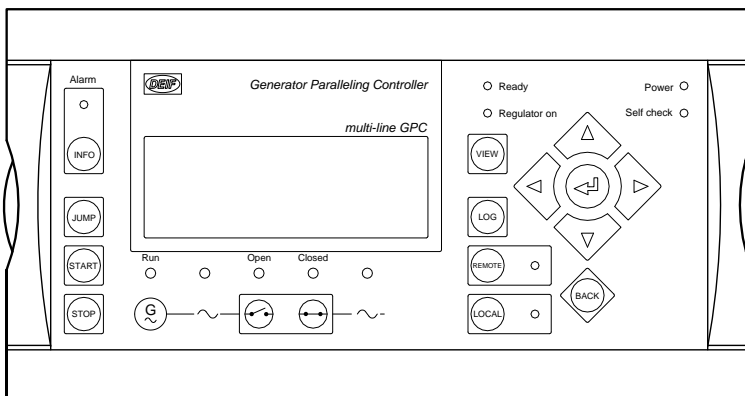 Alarm
INFO
JUMP
START
STOP
DEIF
Generator Paralleling Controller
multi-line GPC
Run
Open
Closed
G
Ready
Power
Regulator on
Self check
VIEW
LOG
REMOTE
LOCAL
BACK